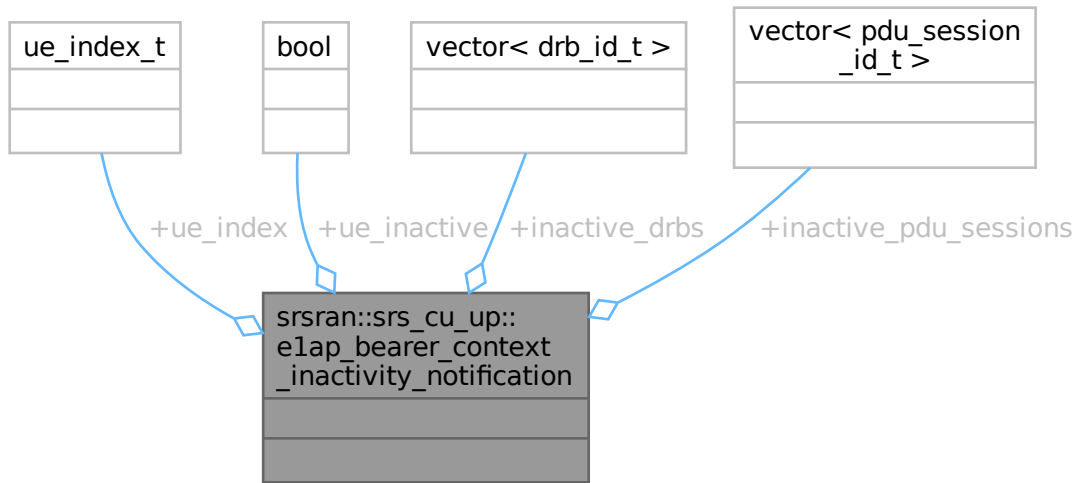 ue_index_t
bool
vector< drb_id_t >
vector< pdu_session
_id_t >
+ue_index
+ue_inactive
+inactive_drbs
+inactive_pdu_sessions
srsran::srs_cu_up::
e1ap_bearer_context
_inactivity_notification